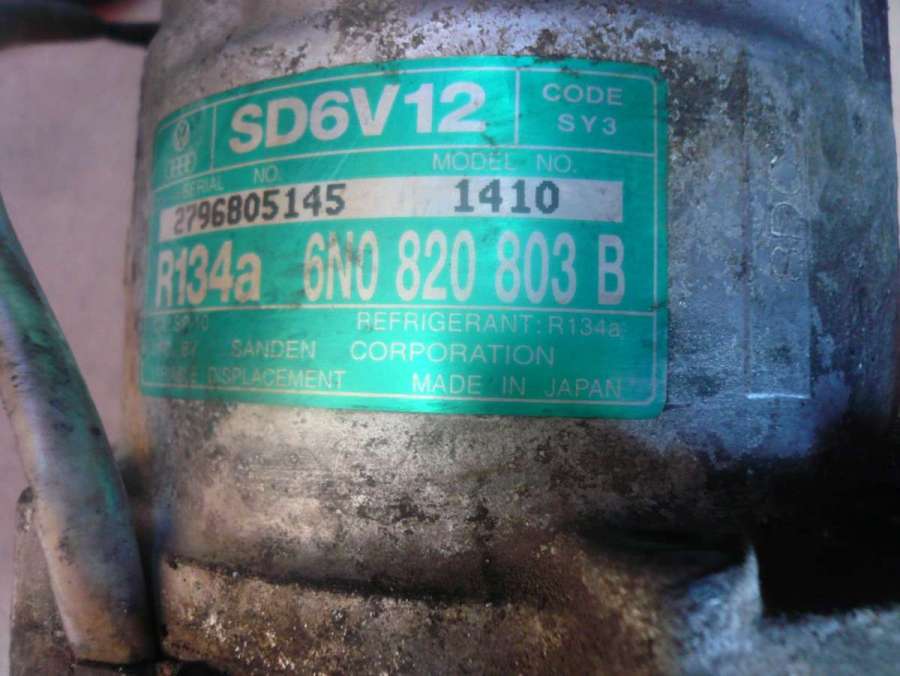 SD6V12
CODE
SY3
SERIAL NO.
MODEL NO.
2796805145
1410
R134a 6N0 820 803 B
REFRIGERANT: R134a
BY SANDEN CORPORATION
DISPLACEMENT MADE IN JAPAN